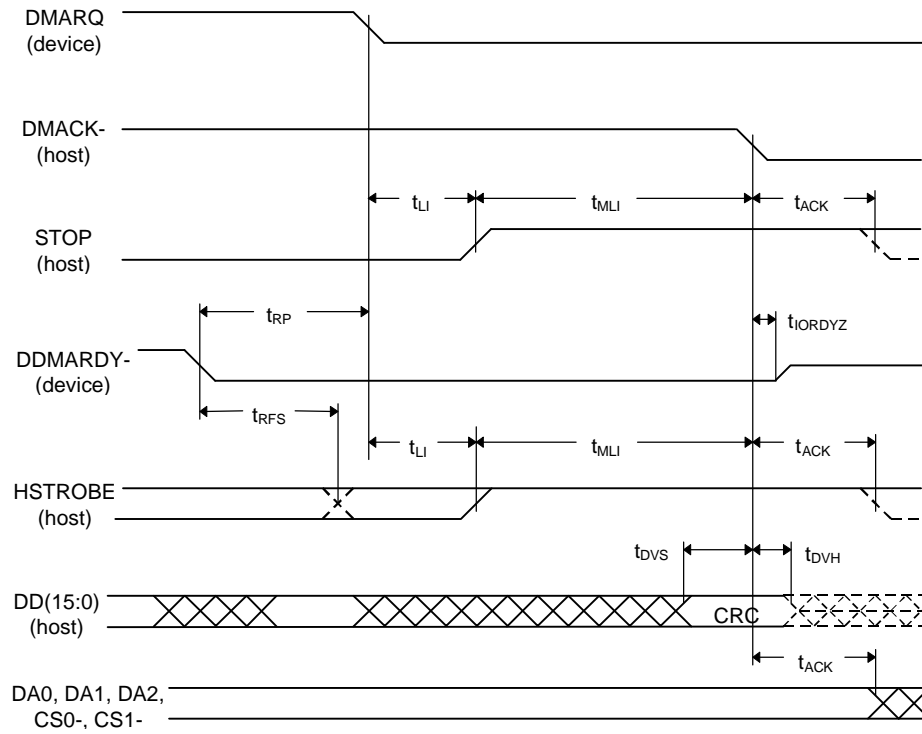 DMARQ
(device)
DMACK-
(host)
tLI
tMLI
tACK
STOP
(host)
tRP
tIORDYZ
DDMARDY-
(device)
tRFS
tLI
tMLI
tACK
HSTROBE
(host)
tDVS
tDVH
DD(15:0)
(host)
CRC
tACK
DA0, DA1, DA2,
CS0-, CS1-